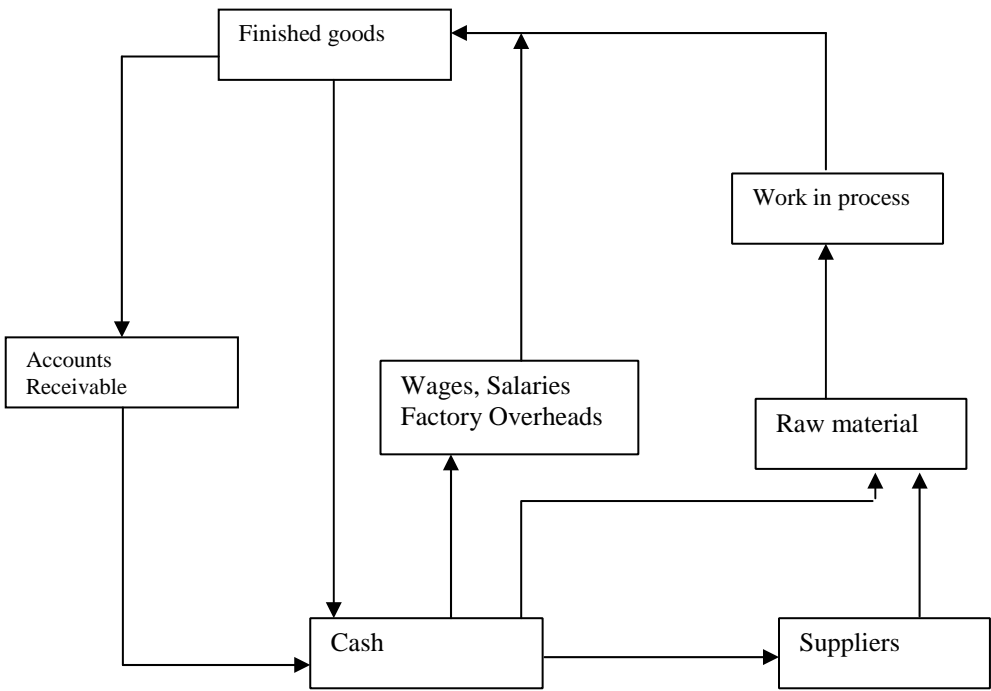 Finished goods
Work in process
Accounts
Receivable
Wages, Salaries
Factory Overheads
Raw material
Cash
Suppliers